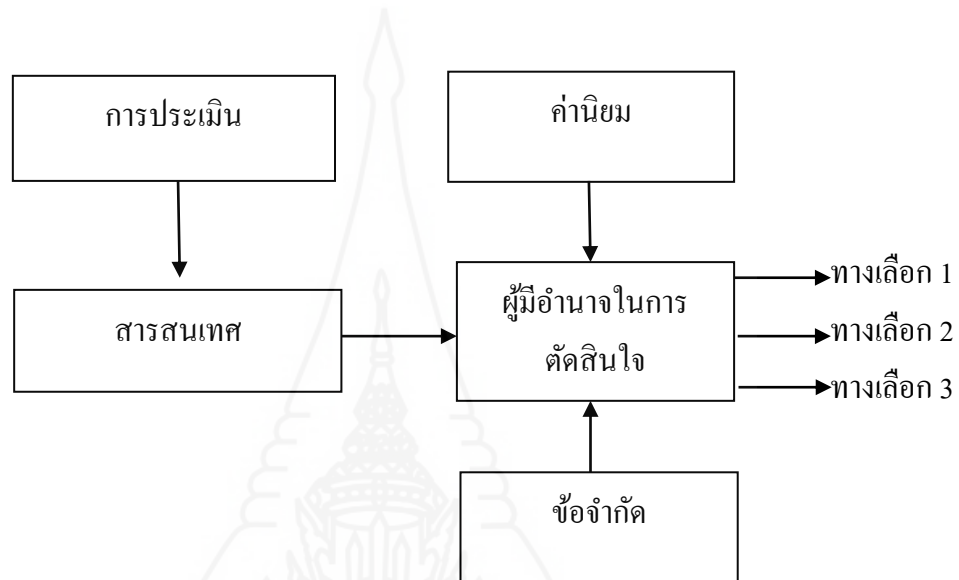 การประเมิน
ค่านิยม
สารสนเทศ
ผู้มีอำนาจในการ
ตัดสินใจ
ทางเลือก 1
ทางเลือก 2
ทางเลือก 3
ข้อจำกัด